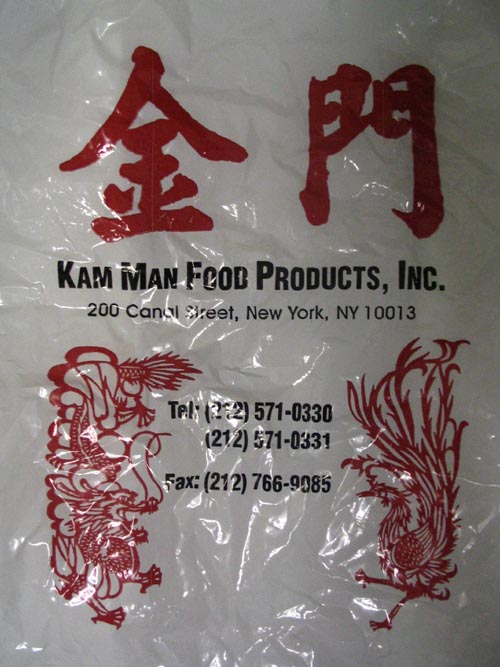 金門
KAM MAN FOOD PRODUCTS, INC.
200 Canal Street, New York, NY 10013
Tel: (212) 571-0330
(212) 571-0331
Fax: (212) 766-9085